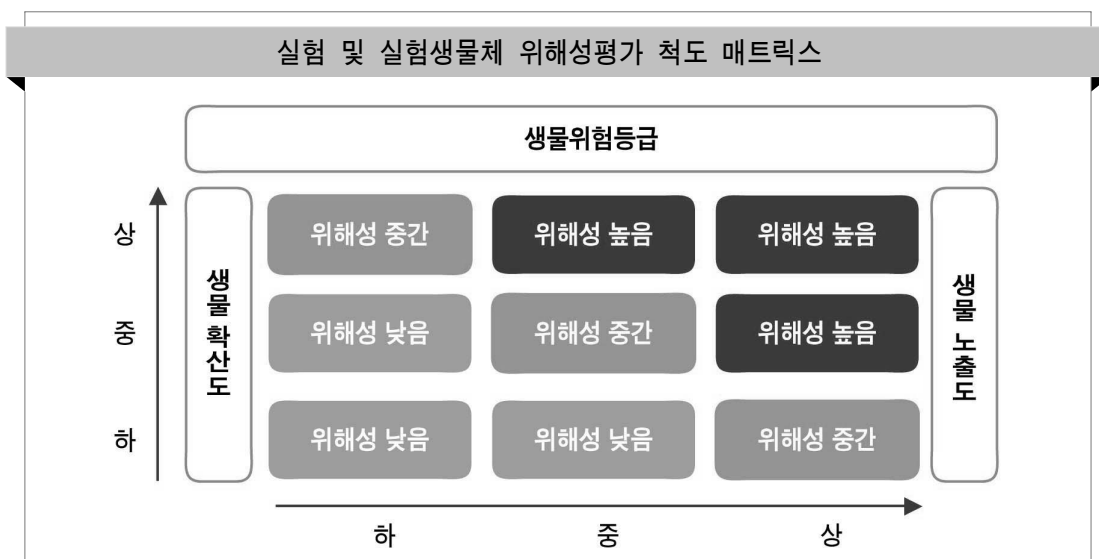 실험 및 실험생물체 위해성평가 척도 매트릭스
생물위험등급
상
위해성 중간
위해성 높음
위해성 높음
생물 확산도
생물 노출도
중
위해성 낮음
위해성 중간
위해성 높음
하
위해성 낮음
위해성 낮음
위해성 중간
하
중
상